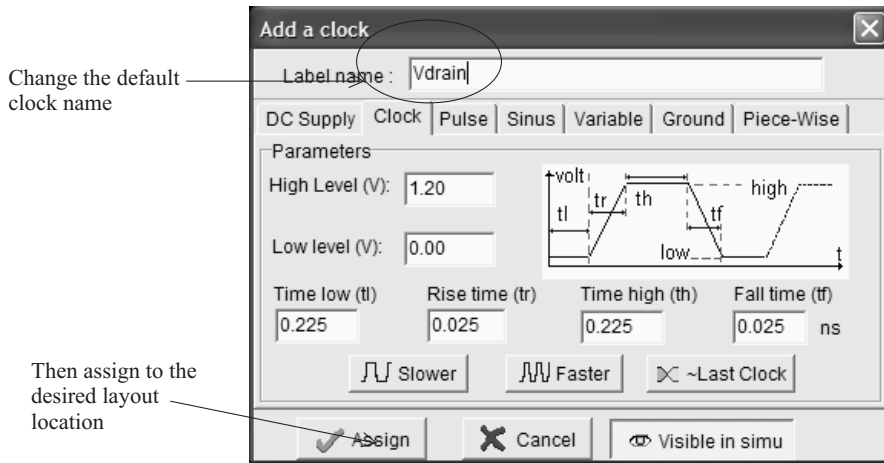 Add a clock
Change the default
clock name
Label name : Vdrain
DC Supply Clock Pulse Sinus Variable Ground Piece-Wise
Parameters
High Level (V): 1.20
Low level (V): 0.00
volt
tl
tr
th
tf
high
low
t
Time low (tl) Rise time (tr) Time high (th) Fall time (tf)
0.225 0.025 0.225 0.025 ns
Slower Faster ~Last Clock
Then assign to the
desired layout
location
Assign Cancel Visible in simu